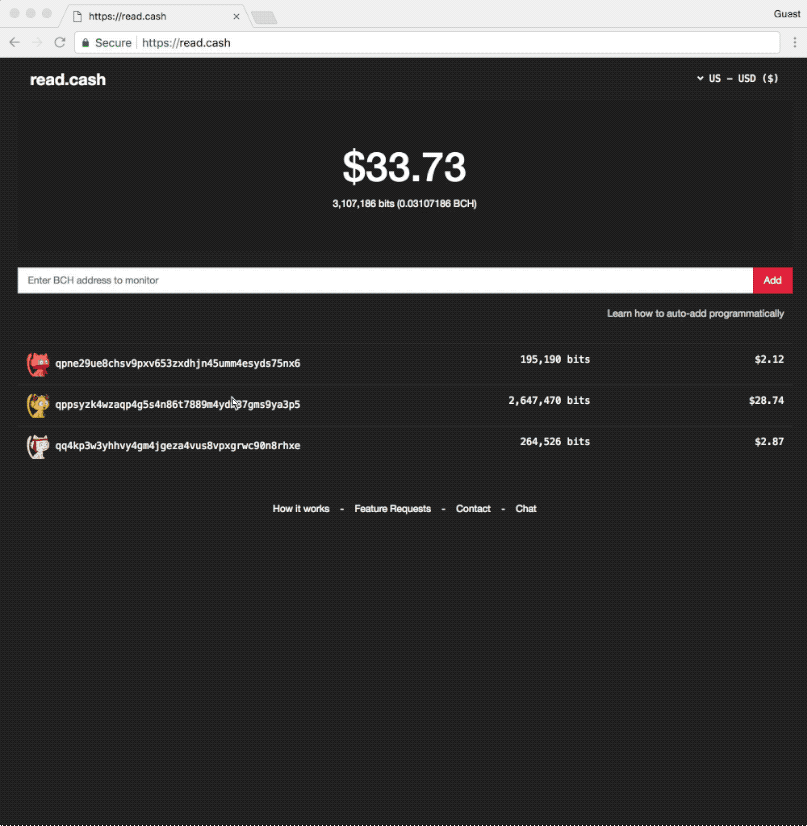 https://read.cash
Guest
Secure https://read.cash
read.cash
US – USD ($)
$33.73
3,107,186 bits (0.03107186 BCH)
Enter BCH address to monitor
Add
Learn how to auto-add programmatically
qpne29ue8chsv9pxv653zxdhjn45umm4esyds75nx6 195,190 bits $2.12
2,647,470 bits $28.74
qq4kp3w3yhhvy4gm4jgeza4vus8vpxgrwc90n8rhxe 264,526 bits $2.87
How it works - Feature Requests - Contact - Chat